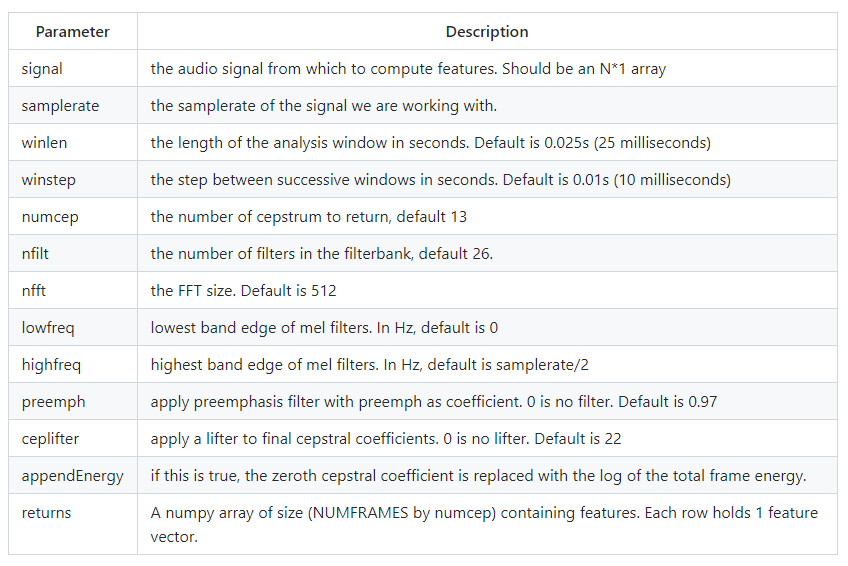 Parameter Description
signal the audio signal from which to compute features. Should be an N*1 array
samplerate the samplerate of the signal we are working with.
winlen the length of the analysis window in seconds. Default is 0.025s (25 milliseconds)
winstep the step between successive windows in seconds. Default is 0.01s (10 milliseconds)
numcep the number of cepstrum to return, default 13
nfilt the number of filters in the filterbank, default 26.
nfft the FFT size. Default is 512
lowfreq lowest band edge of mel filters. In Hz, default is 0
highfreq highest band edge of mel filters. In Hz, default is samplerate/2
preemph apply preemphasis filter with preemph as coefficient. 0 is no filter. Default is 0.97
ceplifter apply a lifter to final cepstral coefficients. 0 is no lifter. Default is 22
appendEnergy if this is true, the zeroth cepstral coefficient is replaced with the log of the total frame energy.
returns A numpy array of size (NUMFRAMES by numcep) containing features. Each row holds 1 feature
vector.